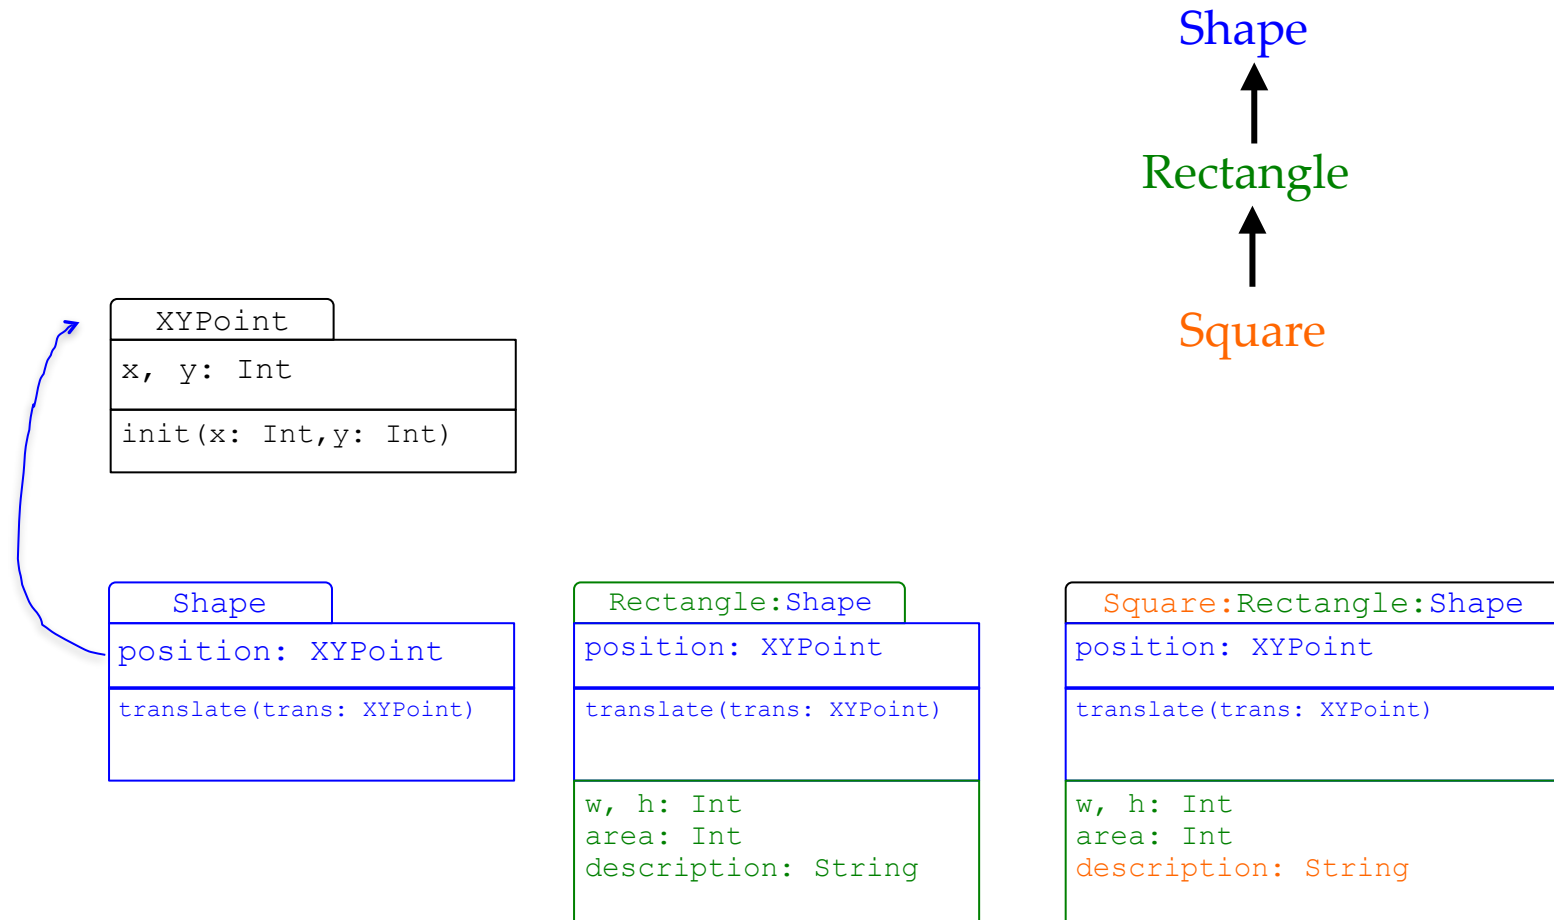 Shape
Rectangle
Square
XYPoint
x, y: Int
init(x: Int,y: Int)
Shape
position: XYPoint
translate(trans: XYPoint)
Rectangle:Shape
position: XYPoint
translate(trans: XYPoint)
w, h: Int
area: Int
description: String
Square:Rectangle:Shape
position: XYPoint
translate(trans: XYPoint)
w, h: Int
area: Int
description: String